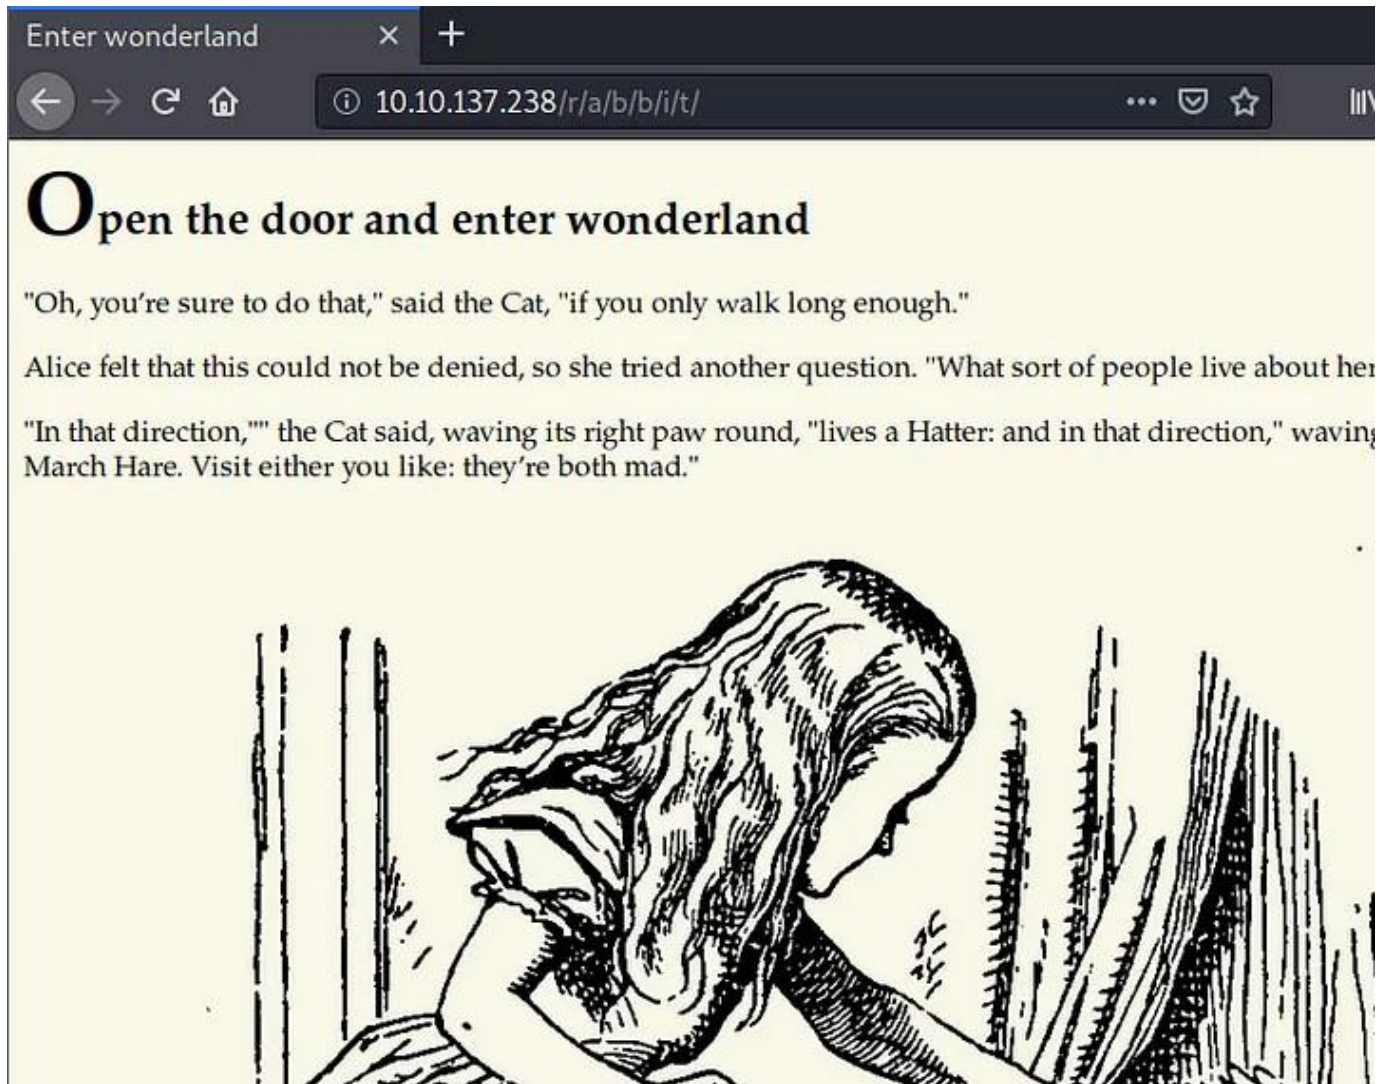 Enter wonderland
10.10.137.238/r/a/b/b/i/t/
Open the door and enter wonderland
"Oh, you’re sure to do that," said the Cat, "if you only walk long enough."
Alice felt that this could not be denied, so she tried another question. "What sort of people live about
"In that direction,"" the Cat said, waving its right paw round, "lives a Hatter: and in that direction," waving
March Hare. Visit either you like: they’re both mad."